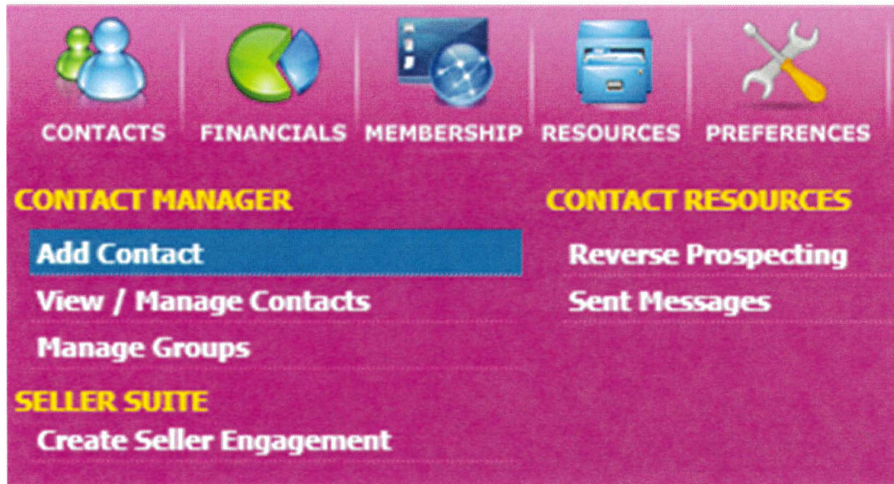 CONTACTS FINANCIALS MEMBERSHIP RESOURCES PREFERENCES
CONTACT MANAGER
Add Contact
View / Manage Contacts
Manage Groups
SELLER SUITE
Create Seller Engagement
CONTACT RESOURCES
Reverse Prospecting
Sent Messages